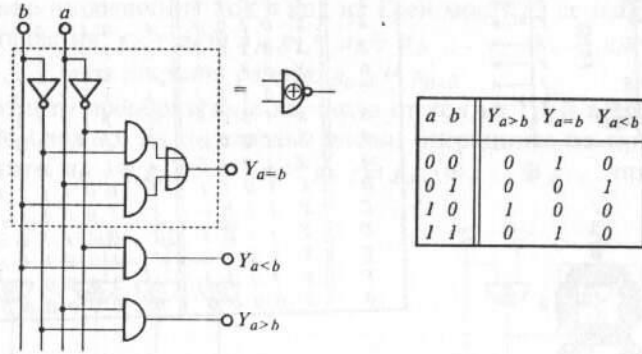 b a
=
Y_{a=b}
Y_{a<b}
Y_{a>b}
a b Y_{a>b} Y_{a=b} Y_{a<b}
0 0 0 1 0
0 1 0 0 1
1 0 1 0 0
1 1 0 1 0